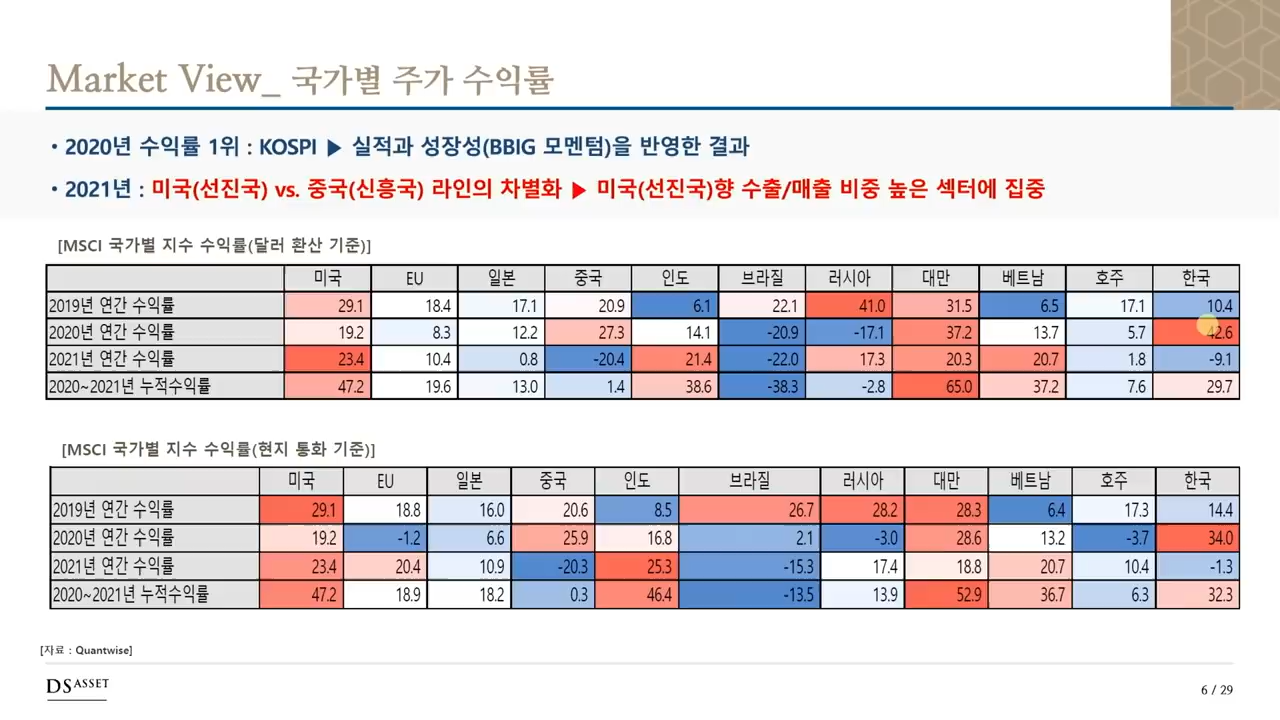 Market View_ 국가별 주가 수익률
• 2020년 수익률 1위 : KOSPI ▶ 실적과 성장성(BBIG 모멘텀)을 반영한 결과
• 2021년 : 미국(선진국) vs. 중국(신흥국) 라인의 차별화 ▶ 미국(선진국)향 수출/매출 비중 높은 섹터에 집중
[MSCI 국가별 지수 수익률(달러 환산 기준)]
미국 EU 일본 중국 인도 브라질 러시아 대만 베트남 호주 한국
2019년 연간 수익률 29.1 18.4 17.1 20.9 6.1 22.1 41.0 31.5 6.5 17.1 10.4
2020년 연간 수익률 19.2 8.3 12.2 27.3 14.1 -20.9 -17.1 37.2 13.7 5.7 42.6
2021년 연간 수익률 23.4 10.4 0.8 -20.4 21.4 -22.0 17.3 20.3 20.7 1.8 -9.1
2020~2021년 누적수익률 47.2 19.6 13.0 1.4 38.6 -38.3 -2.8 65.0 37.2 7.6 29.7
[MSCI 국가별 지수 수익률(현지 통화 기준)]
미국 EU 일본 중국 인도 브라질 러시아 대만 베트남 호주 한국
2019년 연간 수익률 29.1 18.8 16.0 20.6 8.5 26.7 28.2 28.3 6.4 17.3 14.4
2020년 연간 수익률 19.2 -1.2 6.6 25.9 16.8 2.1 -3.0 28.6 13.2 -3.7 34.0
2021년 연간 수익률 23.4 20.4 10.9 -20.3 25.3 -15.3 17.4 18.8 20.7 10.4 -1.3
2020~2021년 누적수익률 47.2 18.9 18.2 0.3 46.4 -13.5 13.9 52.9 36.7 6.3 32.3
[자료 : Quantwise]
DS ASSET
6 / 29